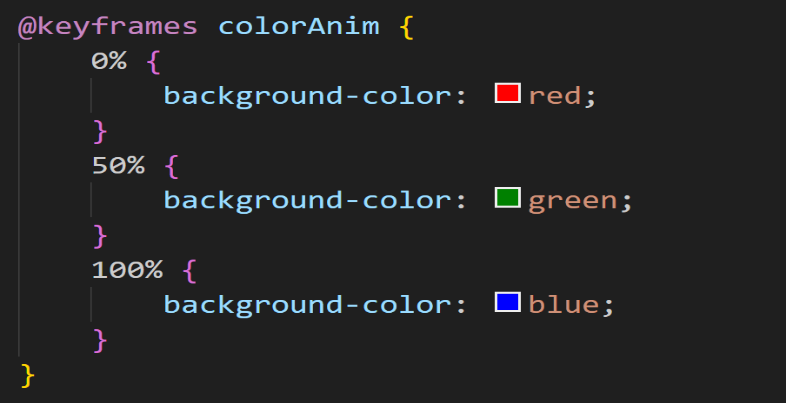 @keyframes colorAnim {
    0% {
        background-color: red;
    }
    50% {
        background-color: green;
    }
    100% {
        background-color: blue;
    }
}